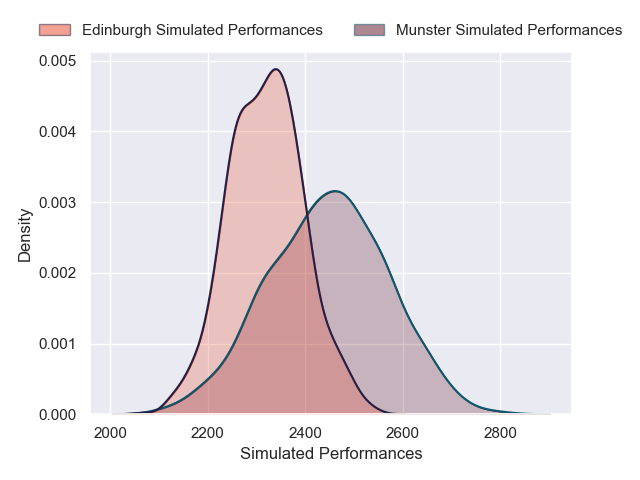 Edinburgh Simulated Performances Munster Simulated Performances
0.005
0.004
0.003
0.002
0.001
0.000
Density
2000 2200 2400 2600 2800
Simulated Performances